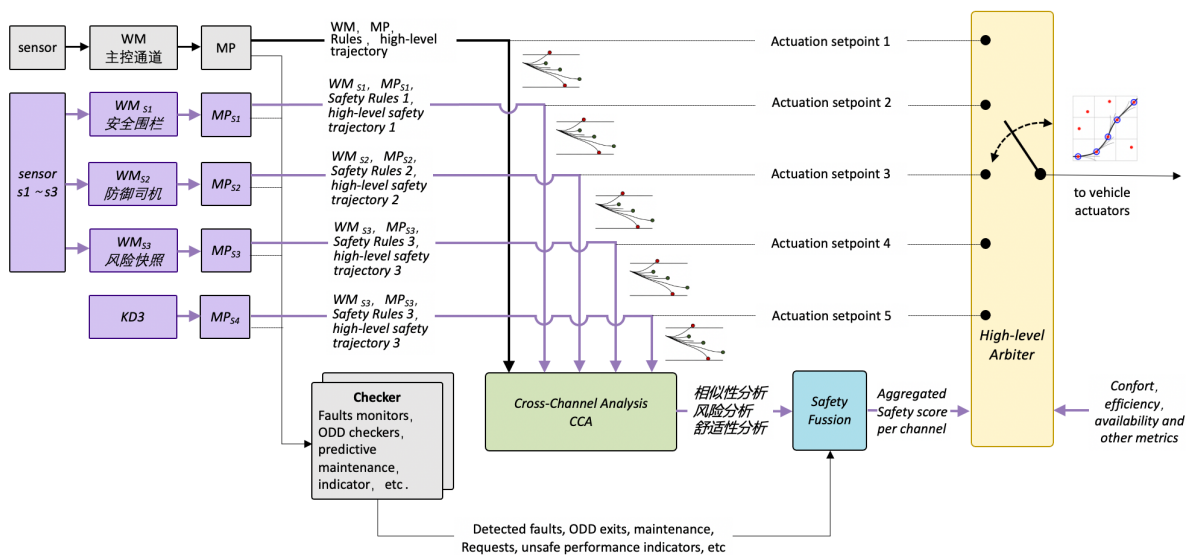 sensor
WM
主控通道
MP
WM, MP,
Rules , high-level
trajectory
Actuation setpoint 1
sensor
s1 ~ s3
WM S1
安全围栏
MPS1
WM S1, MPS1,
Safety Rules 1,
high-level safety
trajectory 1
Actuation setpoint 2
WMS2
防御司机
MPS2
WM S2, MPS2,
Safety Rules 2,
high-level safety
trajectory 2
Actuation setpoint 3
WMS3
风险快照
MPS3
WM S3, MPS3,
Safety Rules 3,
high-level safety
trajectory 3
Actuation setpoint 4
KD3
MPS4
WM S3, MPS3,
Safety Rules 3,
high-level safety
trajectory 3
Actuation setpoint 5
High-level
Arbiter
to vehicle
actuators
Checker
Faults monitors,
ODD checkers,
predictive
maintenance,
indicator, etc .
Cross-Channel Analysis
CCA
相似性分析
风险分析
舒适性分析
Safety
Fussion
Aggregated
Safety score
per channel
Confort,
efficiency,
availability and
other metrics
Detected faults, ODD exits, maintenance,
Requests, unsafe performance indicators, etc